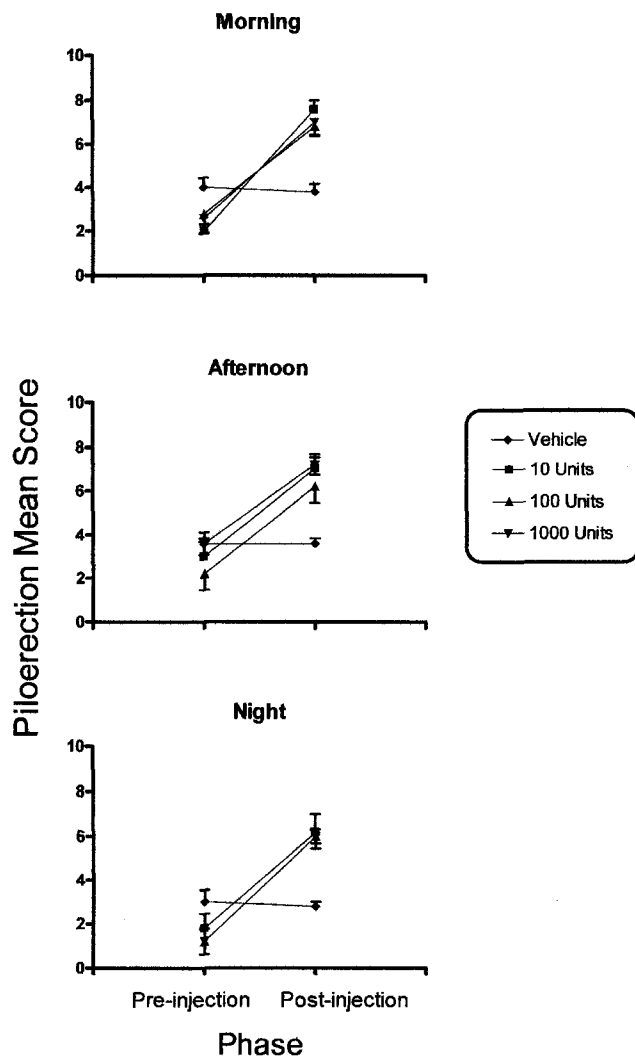 Morning
10
8
6
4
2
0
Afternoon
10
8
6
4
2
0
Vehicle
10 Units
100 Units
1000 Units
Piloerection Mean Score
Night
10
8
6
4
2
0
Pre-injection Post-injection
Phase